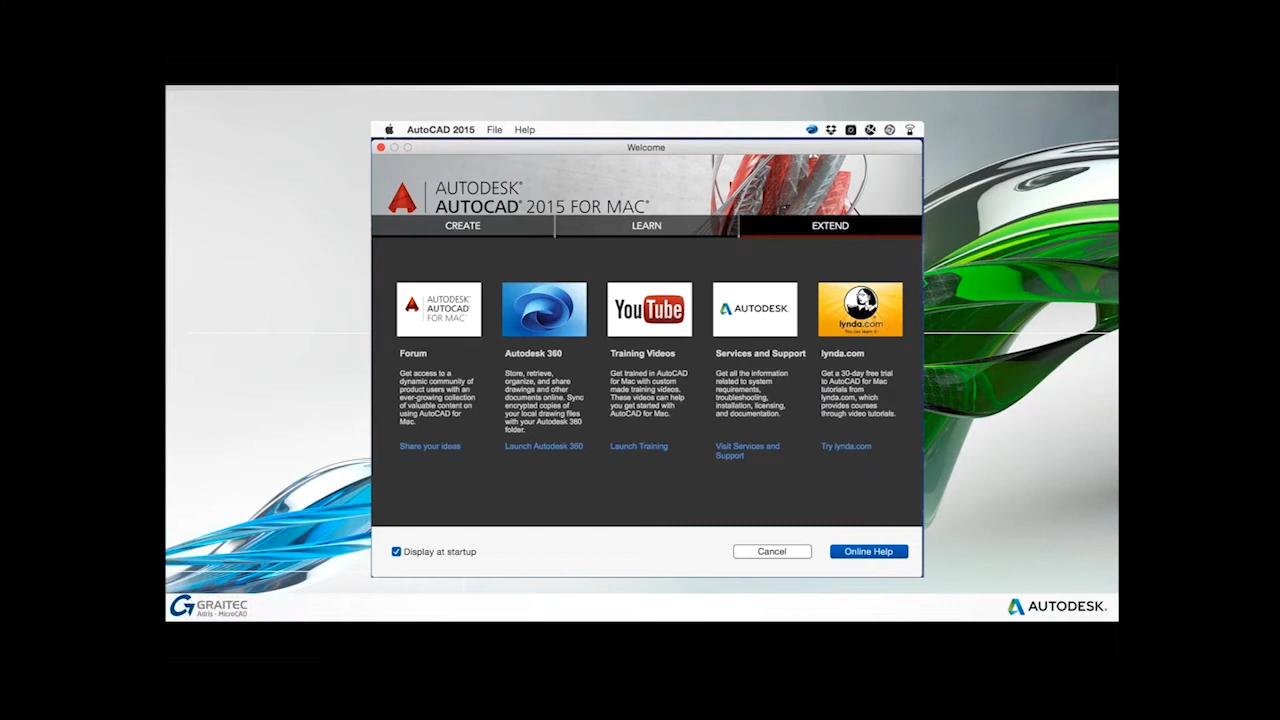 AutoCAD 2015 File Help
Welcome
AUTODESK®
AUTOCAD® 2015 FOR MAC®
CREATE LEARN EXTEND
AUTODESK®
AUTOCAD®
FOR MAC®
Forum
Get access to a
dynamic community of
product users with an
ever-growing collection
of valuable content on
using AutoCAD for
Mac.
Share your ideas
Autodesk 360
Store, retrieve,
organize, and share
drawings and other
documents online. Sync
encrypted copies of
your local drawing files
with your Autodesk 360
folder.
Launch Autodesk 360
YouTube
Training Videos
Get trained in AutoCAD
for Mac with custom
made training videos.
These videos can help
you get started with
AutoCAD for Mac.
Launch Training
AUTODESK.
Services and Support
Get all the information
related to system
requirements,
troubleshooting,
installation, licensing,
and documentation.
Visit Services and
Support
lynda.com
You can learn it.
lynda.com
Get a 30-day free trial
to AutoCAD for Mac
tutorials from
lynda.com, which
provides courses
through video tutorials.
Try lynda.com
Display at startup
Cancel Online Help
GRAITEC
Adris - MicroCAD
AUTODESK.